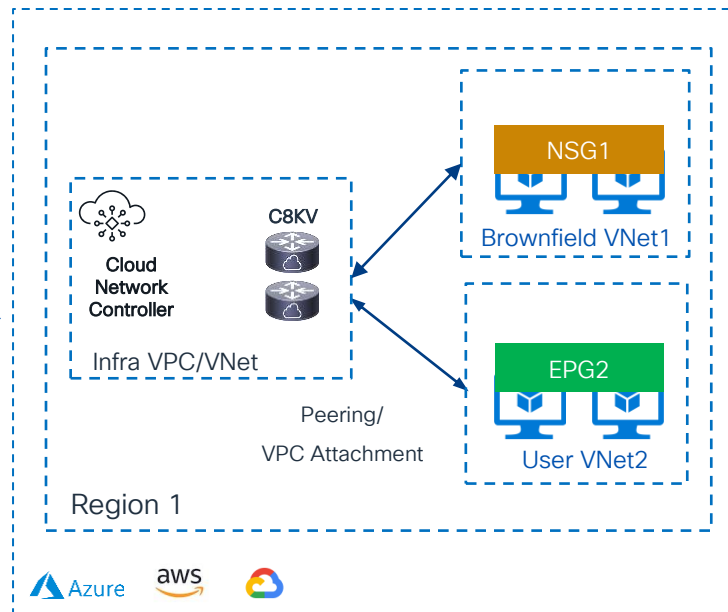 NSG1
Brownfield VNet1
C8KV
Cloud
Network
Controller
Infra VPC/VNet
EPG2
User VNet2
Peering/
VPC Attachment
Region 1
Azure
aws